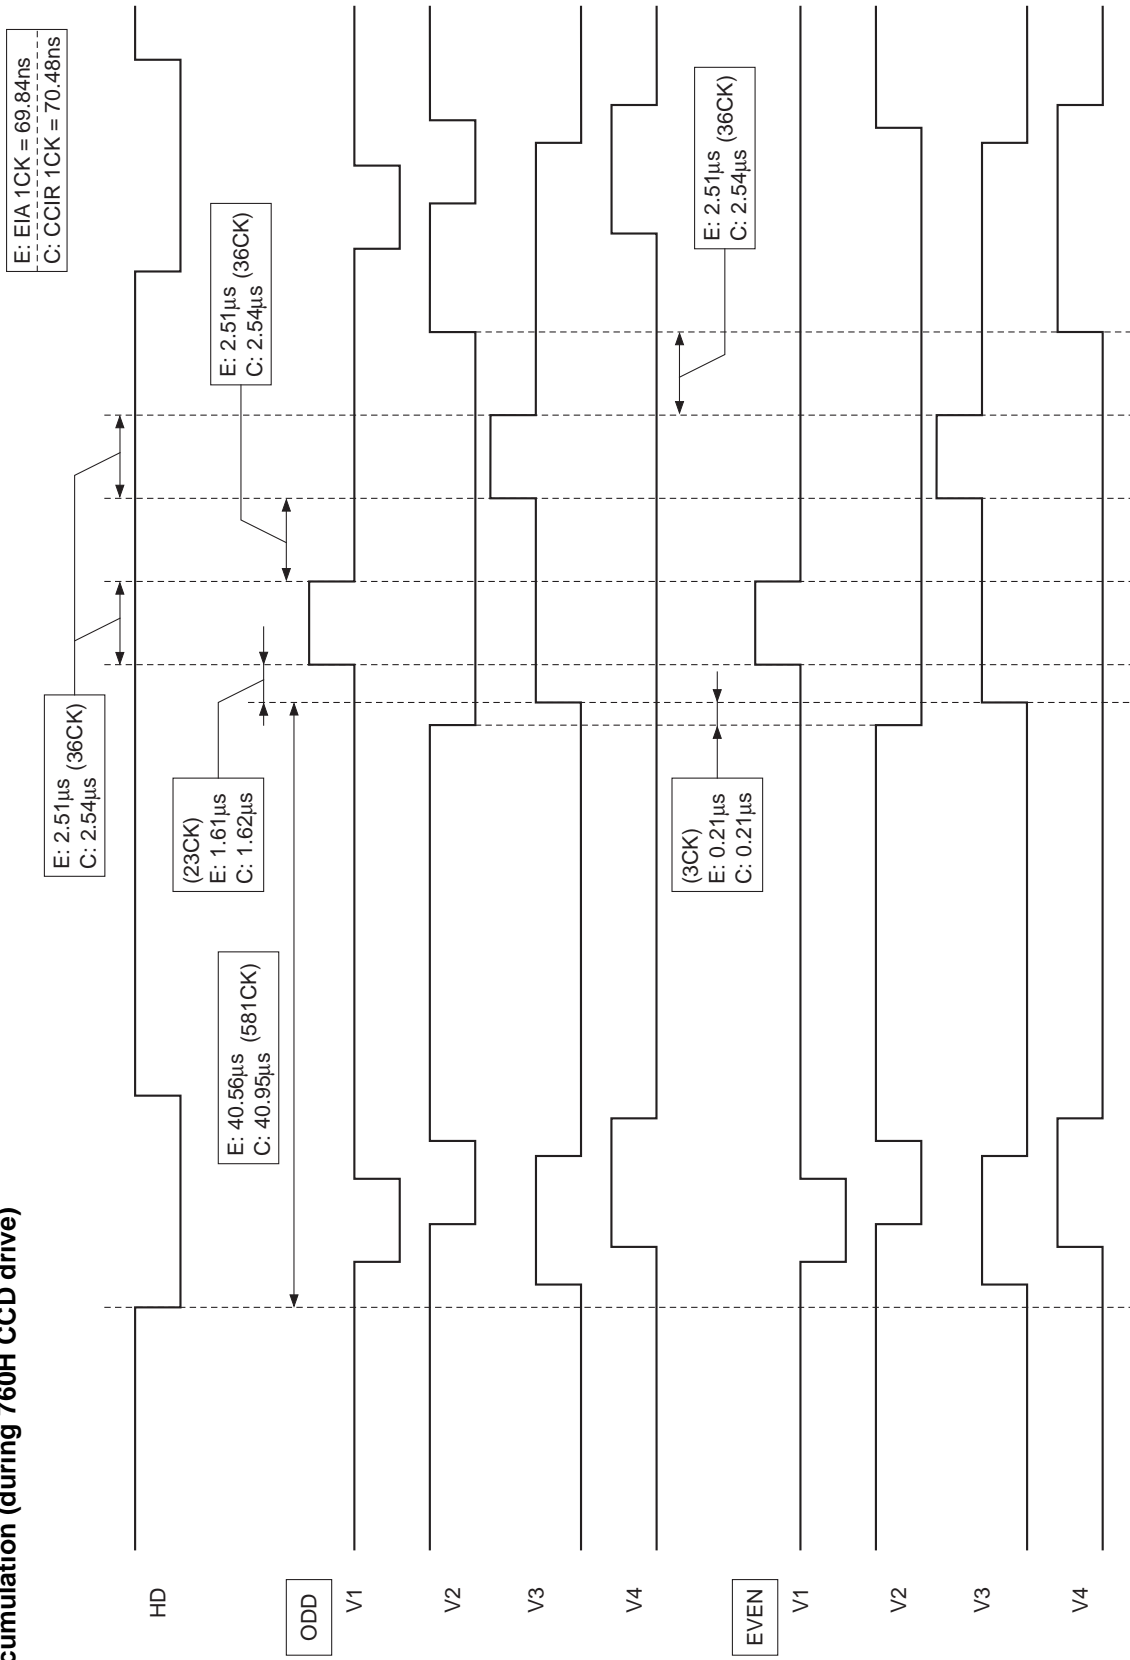 cumulation (during 760H CCD drive)
E: EIA 1CK = 69.84ns
C: CCIR 1CK = 70.48ns
HD
E: 2.51µs (36CK)
C: 2.54µs
(23CK)
E: 1.61µs
C: 1.62µs
E: 2.51µs (36CK)
C: 2.54µs
E: 40.56µs (581CK)
C: 40.95µs
ODD
V1
V2
V3
V4
(3CK)
E: 0.21µs
C: 0.21µs
E: 2.51µs (36CK)
C: 2.54µs
EVEN
V1
V2
V3
V4